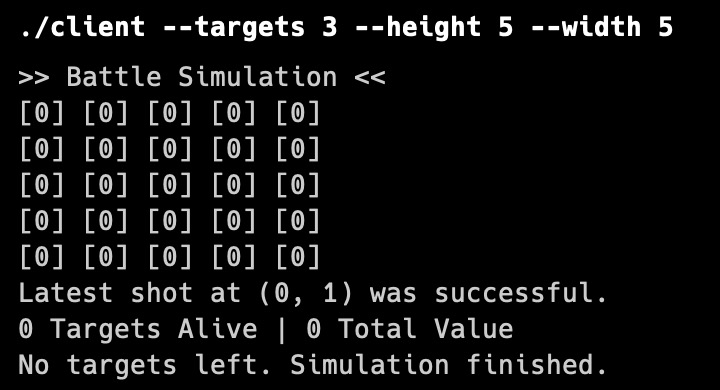 ./client --targets 3 --height 5 --width 5
>> Battle Simulation <<
[0] [0] [0] [0] [0]
[0] [0] [0] [0] [0]
[0] [0] [0] [0] [0]
[0] [0] [0] [0] [0]
[0] [0] [0] [0] [0]
Latest shot at (0, 1) was successful.
0 Targets Alive | 0 Total Value
No targets left. Simulation finished.